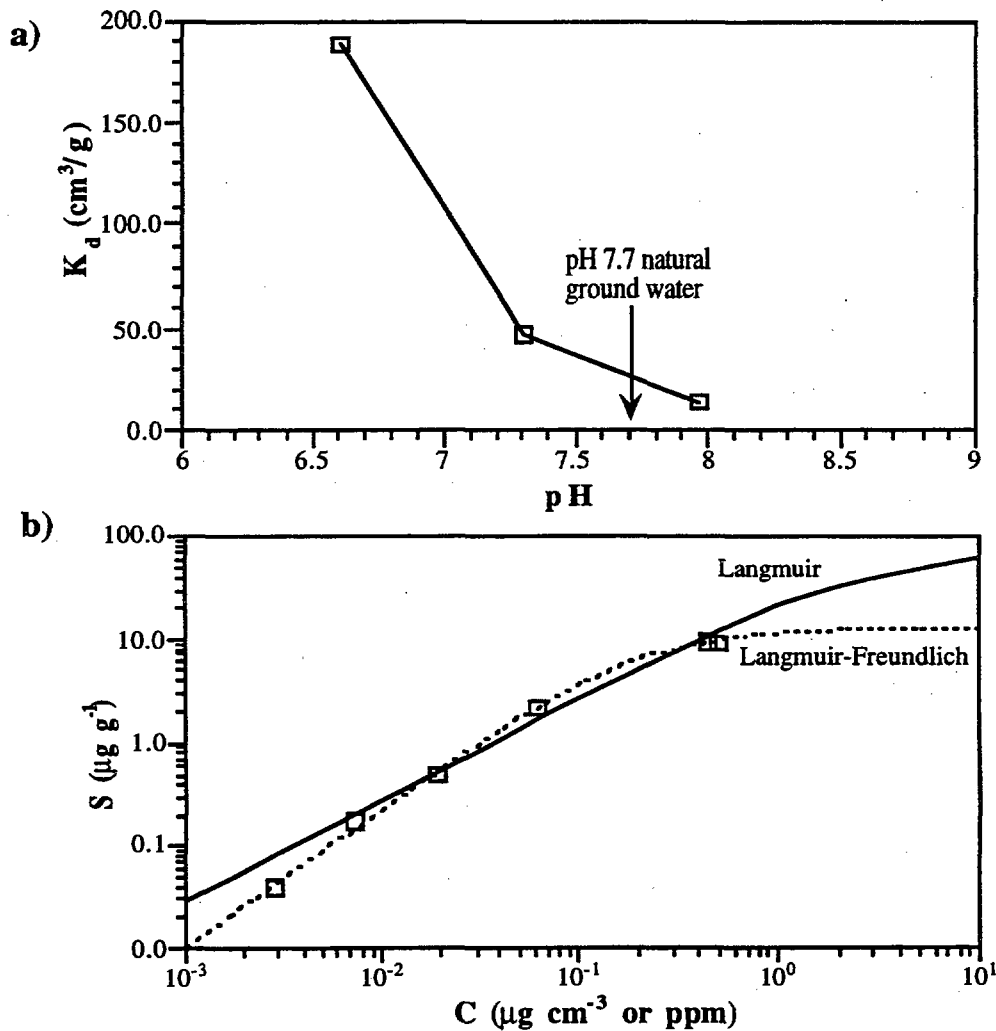 a)
200.0
150.0
100.0
50.0
0.0
K d (cm3/g)
pH 7.7 natural
ground water
6 6.5 7 7.5 8 8.5 9
p H
b)
100.0
10.0
1.0
0.1
0.0
S (µg g-1)
Langmuir
Langmuir-Freundlich
10-3 10-2 10-1 100 101
C (µg cm-3 or ppm)